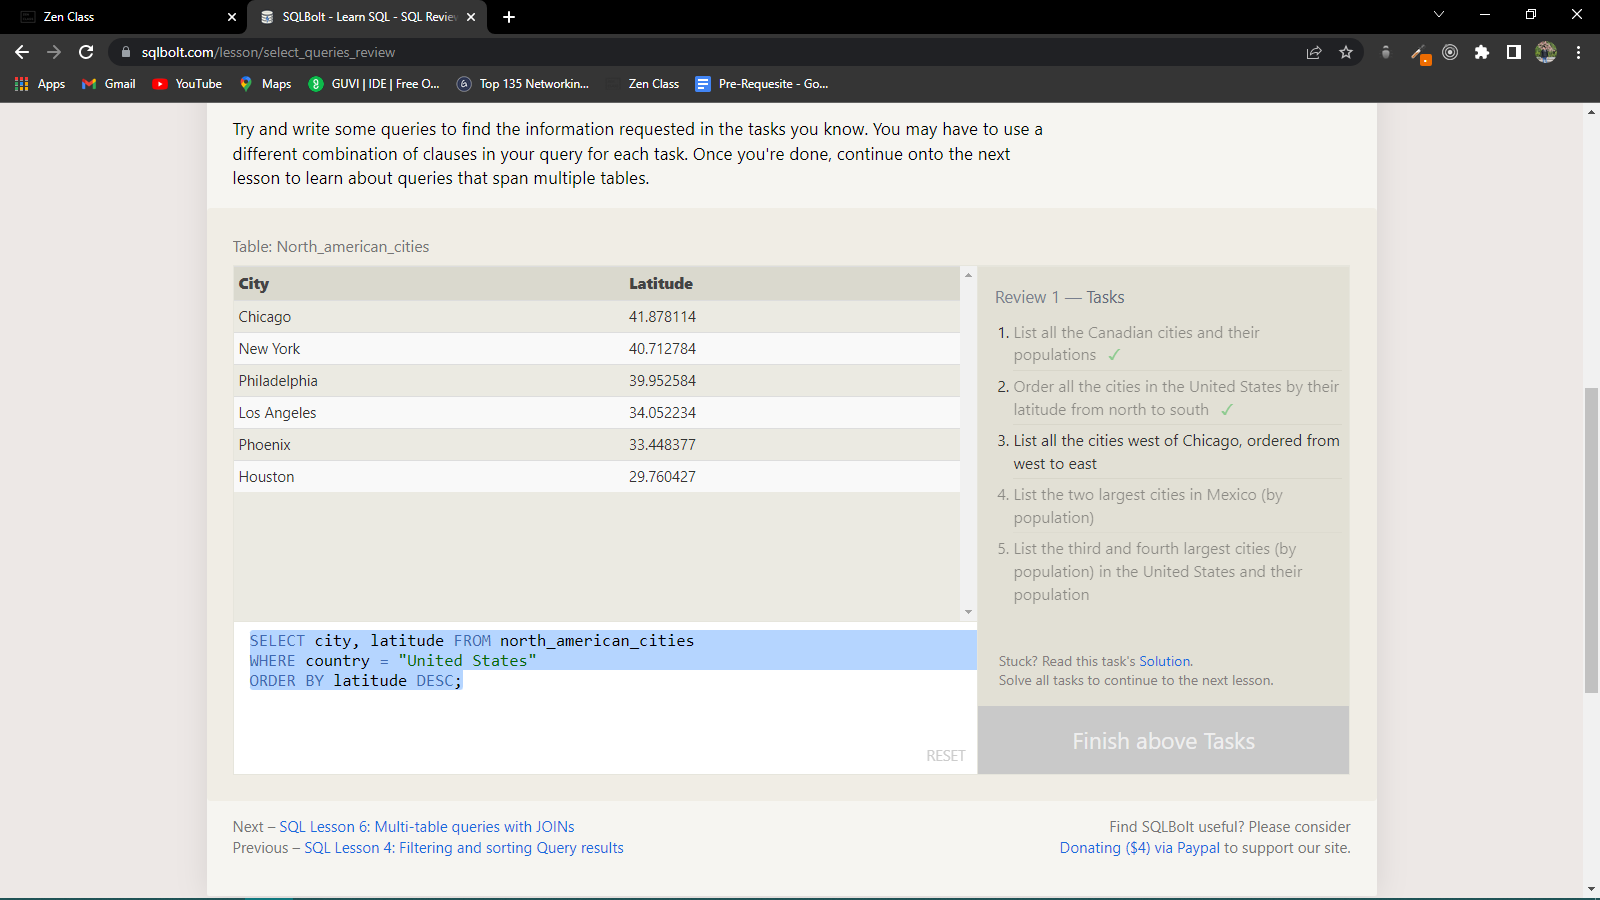 Zen Class
SQLBolt - Learn SQL - SQL Revie
sqlbolt.com/lesson/select_queries_review
Apps
Gmail
YouTube
Maps
GUVI | IDE | Free O...
Top 135 Networkin...
Zen Class
Pre-Requesite - Go...
Try and write some queries to find the information requested in the tasks you know. You may have to use a
different combination of clauses in your query for each task. Once you're done, continue onto the next
lesson to learn about queries that span multiple tables.
Table: North_american_cities
City Latitude
Chicago 41.878114
New York 40.712784
Philadelphia 39.952584
Los Angeles 34.052234
Phoenix 33.448377
Houston 29.760427
SELECT city, latitude FROM north_american_cities
WHERE country = "United States"
ORDER BY latitude DESC;
RESET
Review 1 — Tasks
1. List all the Canadian cities and their
populations ✓
2. Order all the cities in the United States by their
latitude from north to south ✓
3. List all the cities west of Chicago, ordered from
west to east
4. List the two largest cities in Mexico (by
population)
5. List the third and fourth largest cities (by
population) in the United States and their
population
Stuck? Read this task's Solution.
Solve all tasks to continue to the next lesson.
Finish above Tasks
Next – SQL Lesson 6: Multi-table queries with JOINs
Previous – SQL Lesson 4: Filtering and sorting Query results
Find SQLBolt useful? Please consider
Donating ($4) via Paypal to support our site.